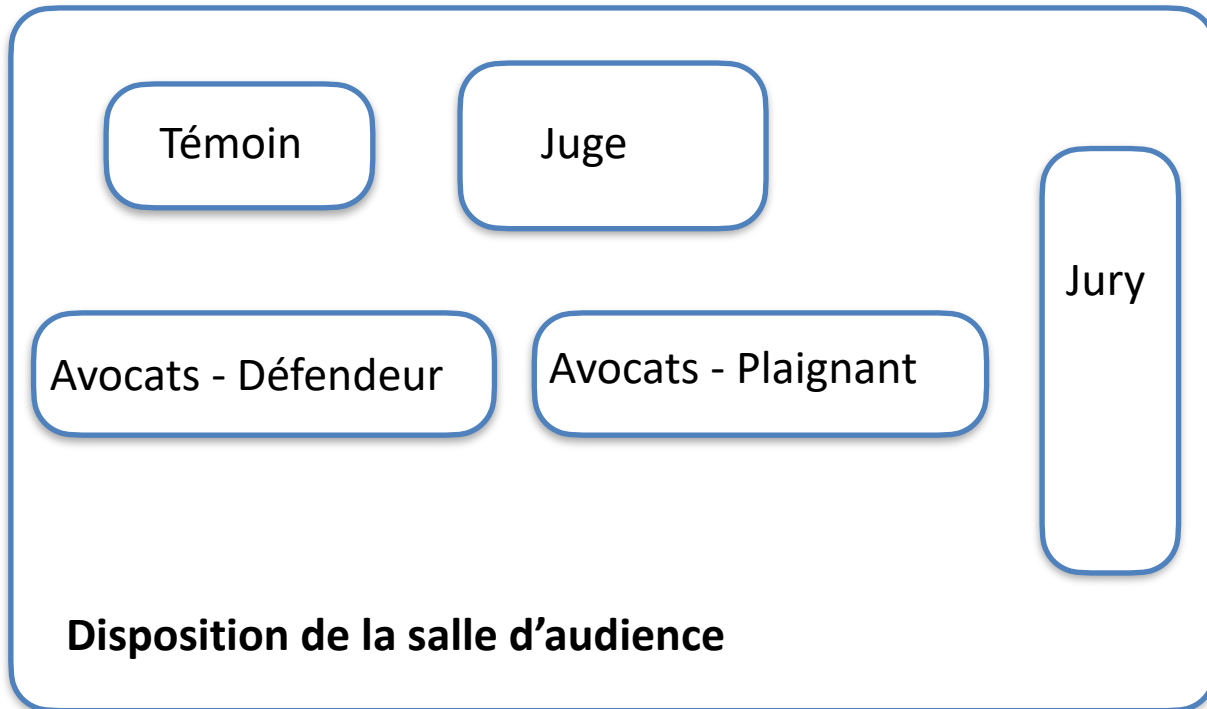 Témoin
Juge
Jury
Avocats - Défendeur
Avocats - Plaignant
Disposition de la salle d’audience